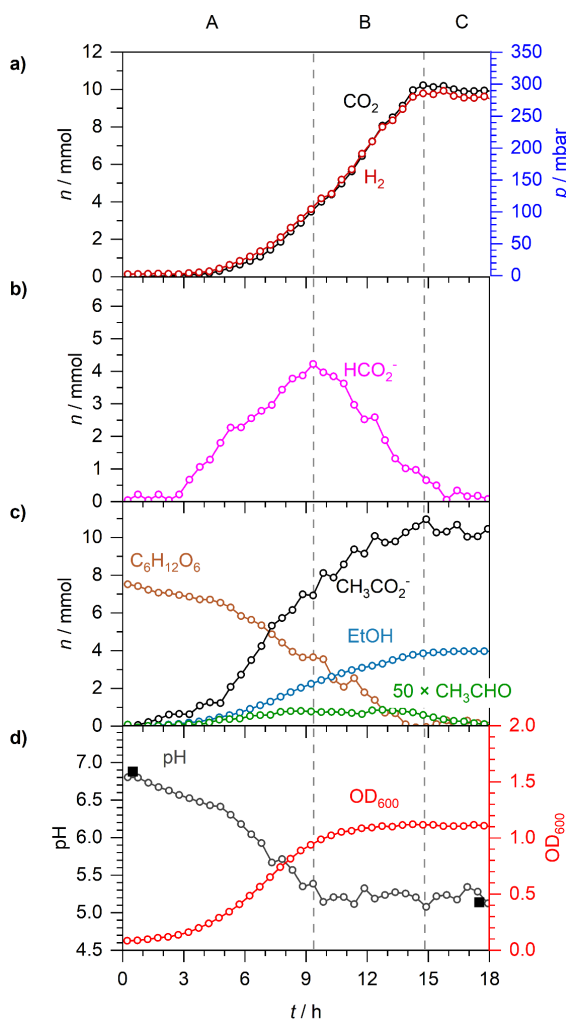 A B C
a)
12
10
8
6
4
2
0
n / mmol
CO₂
H₂
350
300
250
200
150
100
50
0
p / mbar
b)
6
5
4
3
2
1
0
n / mmol
HCO₂⁻
c)
10
8
6
4
2
0
n / mmol
C₆H₁₂O₆
CH₃CO₂⁻
EtOH
50 × CH₃CHO
d)
7.0
6.5
6.0
5.5
5.0
4.5
pH
pH
OD₆₀₀
2.0
1.5
1.0
0.5
0.0
OD₆₀₀
0 3 6 9 12 15 18
t / h